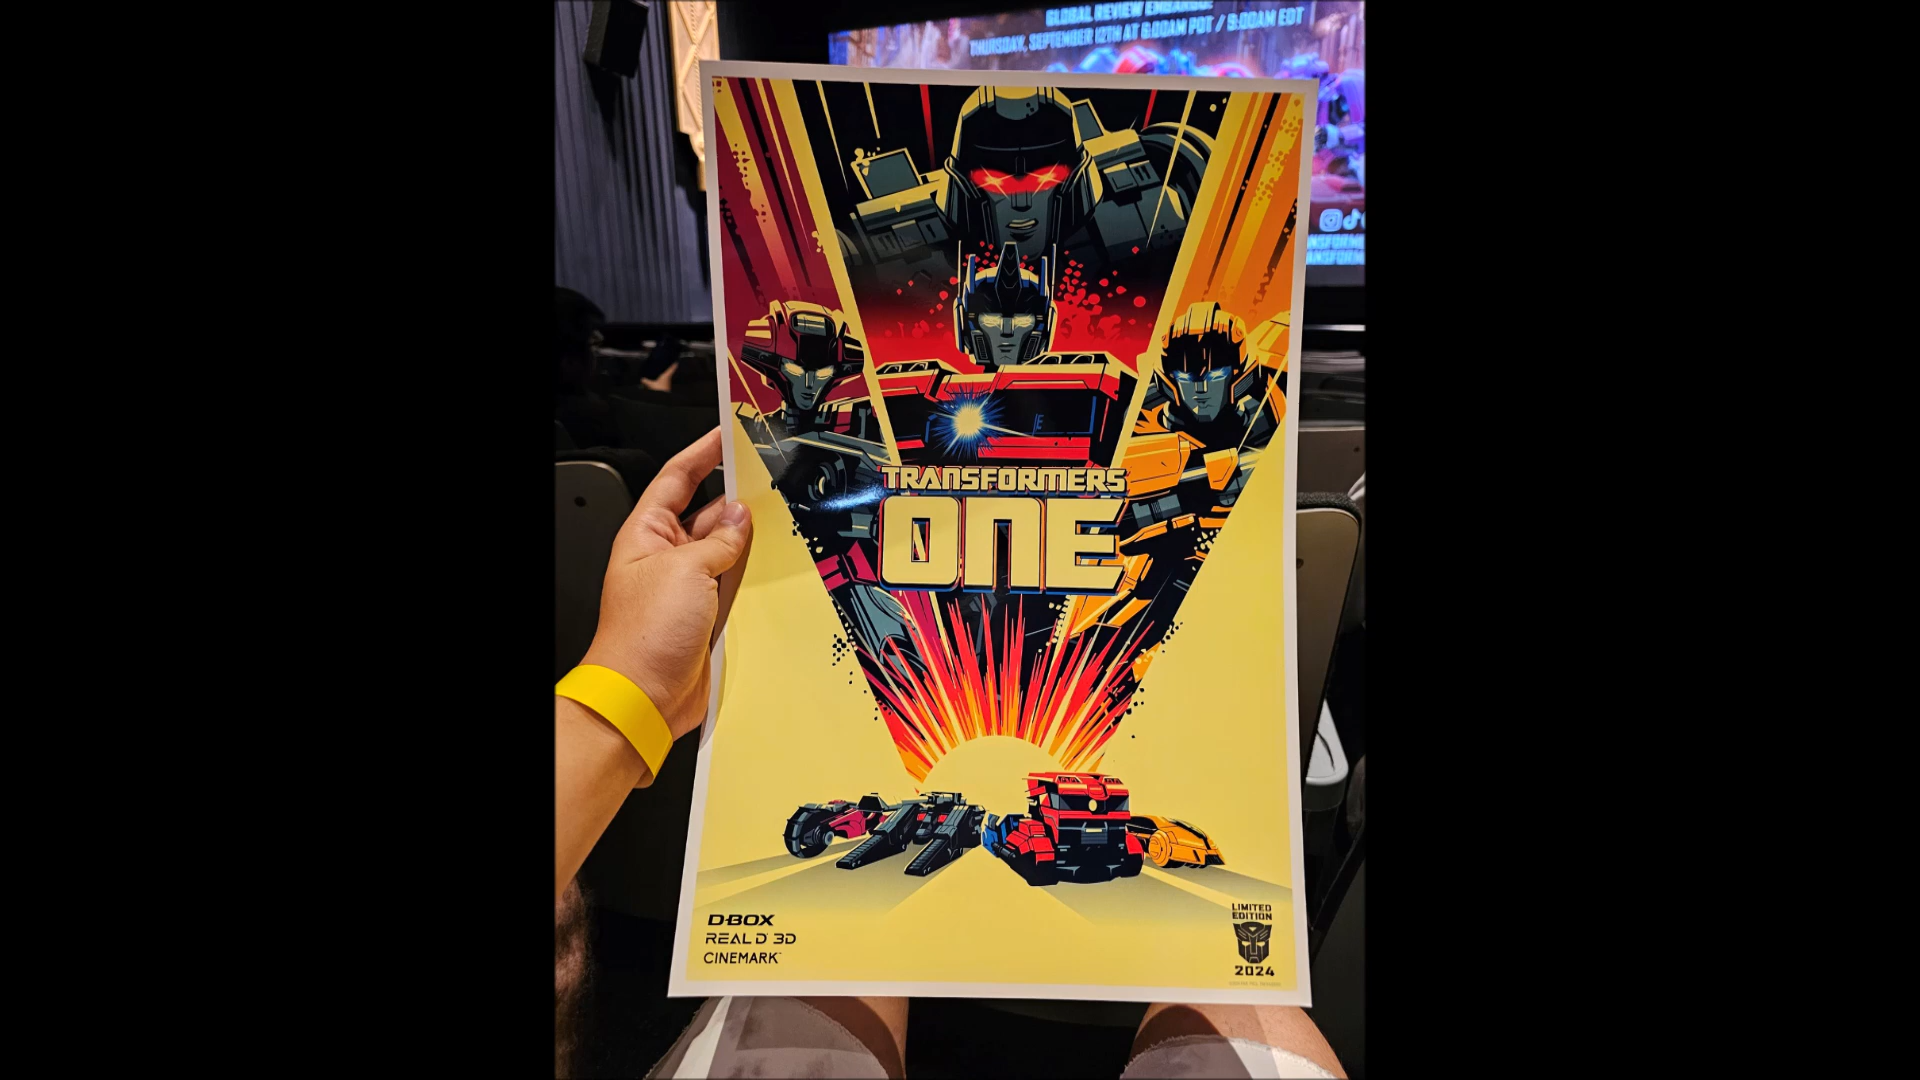 GLOBAL REVIEW EMBARGO:
THURSDAY, SEPTEMBER 12TH AT 6:00AM PDT / 9:00AM EDT
TRANSFORMERS
ONE
D-BOX
REALD 3D
CINEMARK
LIMITED
EDITION
2024